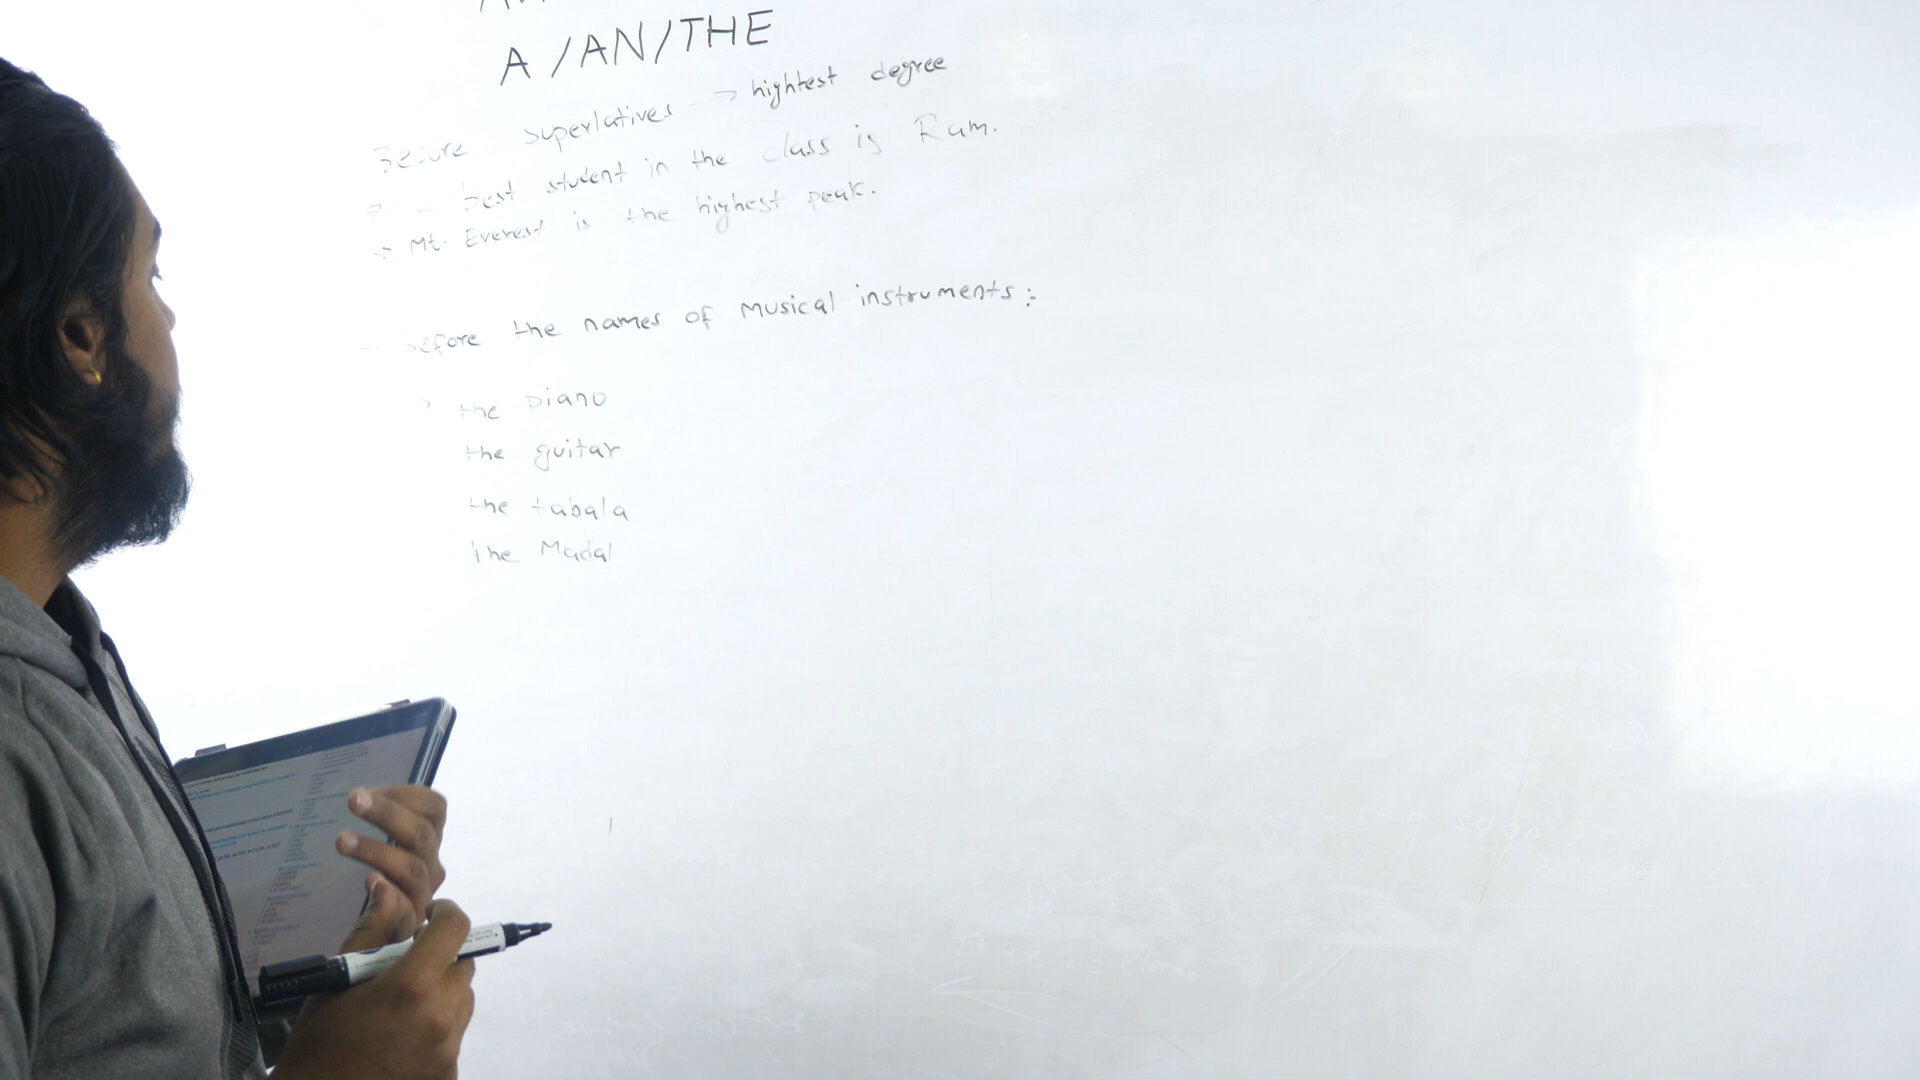 A/AN/THE
Before superlatives → hightest degree
→ _ best student in the class is Ram.
→ Mt. Everest is the highest peak.
Before the names of Musical instruments:
→ the piano
the guitar
the tabala
the Madal